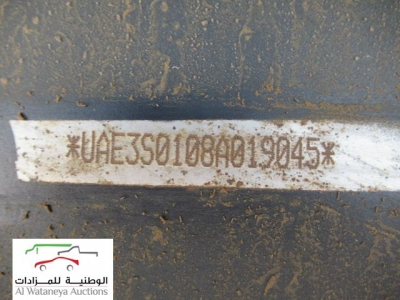 *UAE3S0108A019045*
الوطنية للمزادات
Al Wataneya Auctions